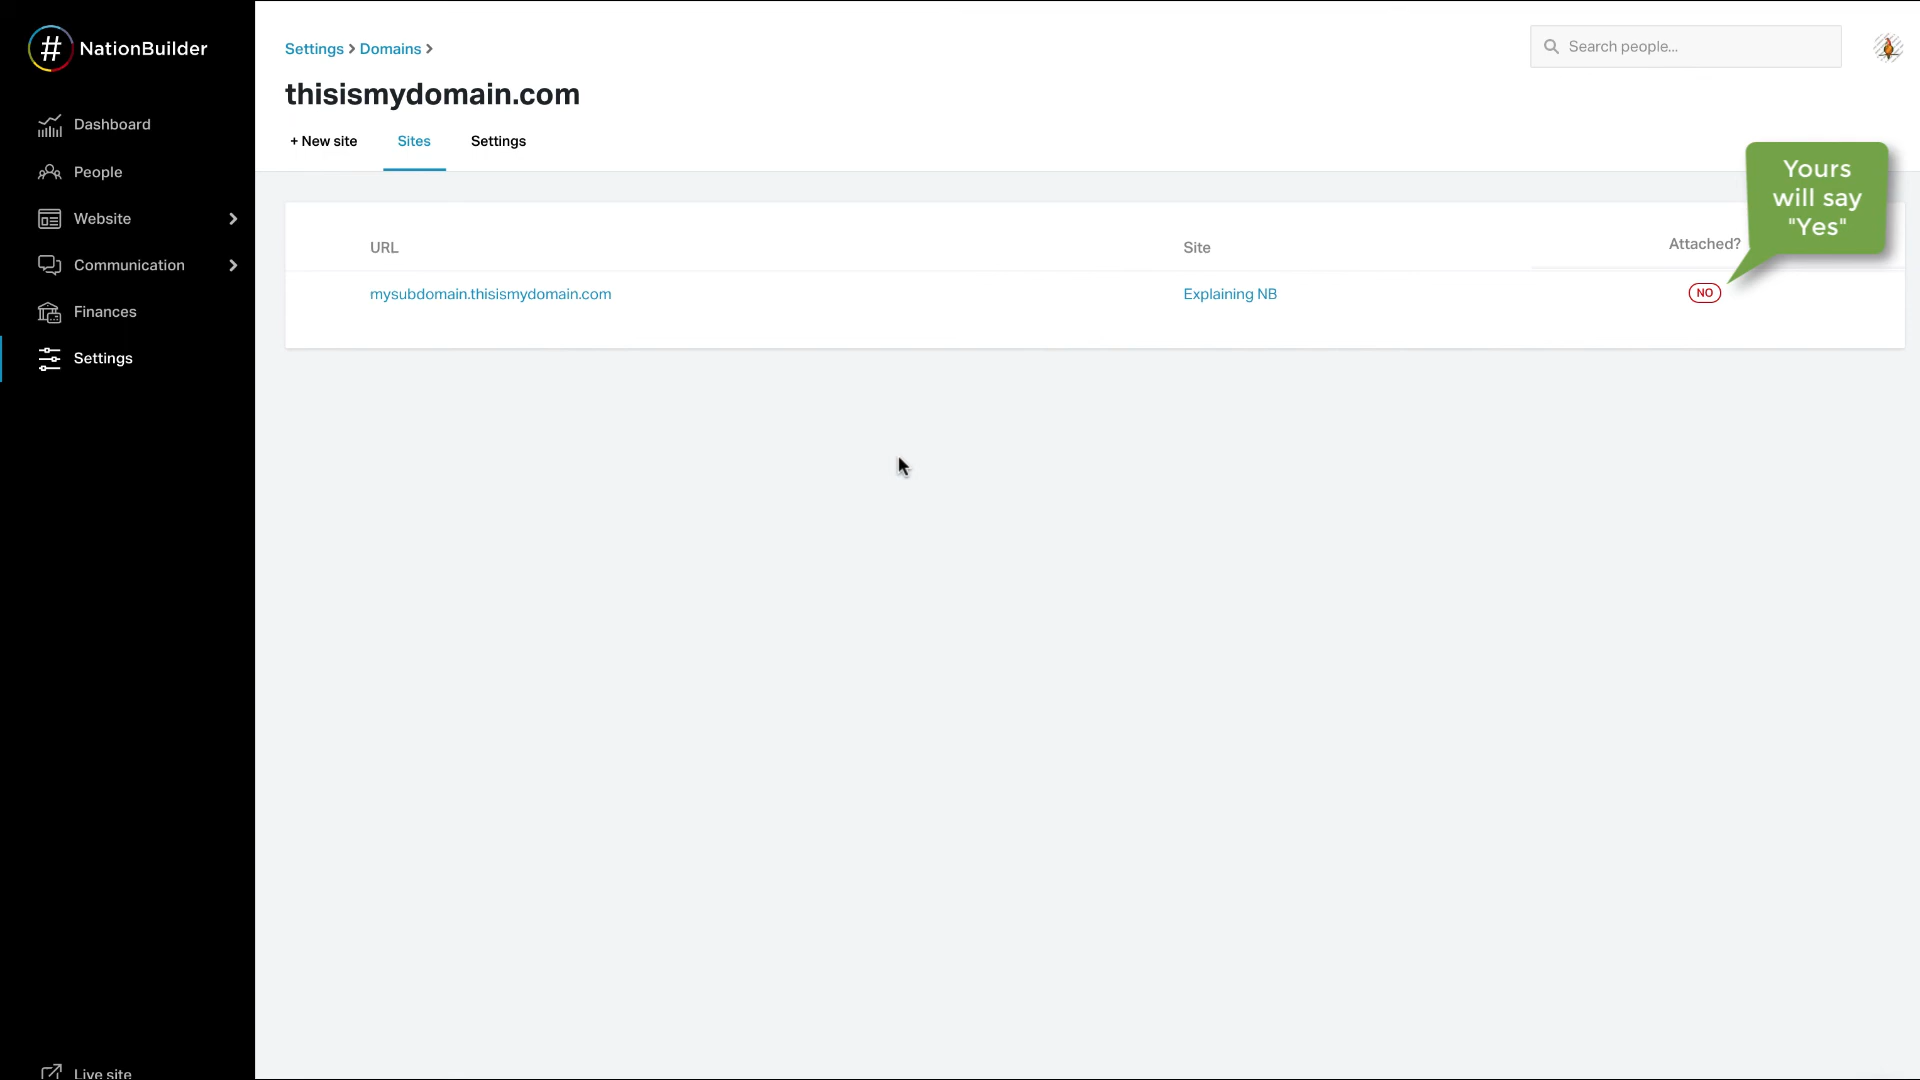 # NationBuilder
Dashboard
People
Website
Communication
Finances
Settings
Live site
Settings > Domains >
thisismydomain.com
+ New site Sites Settings
Search people...
Yours
will say
"Yes"
URL Site Attached?
mysubdomain.thisismydomain.com Explaining NB NO